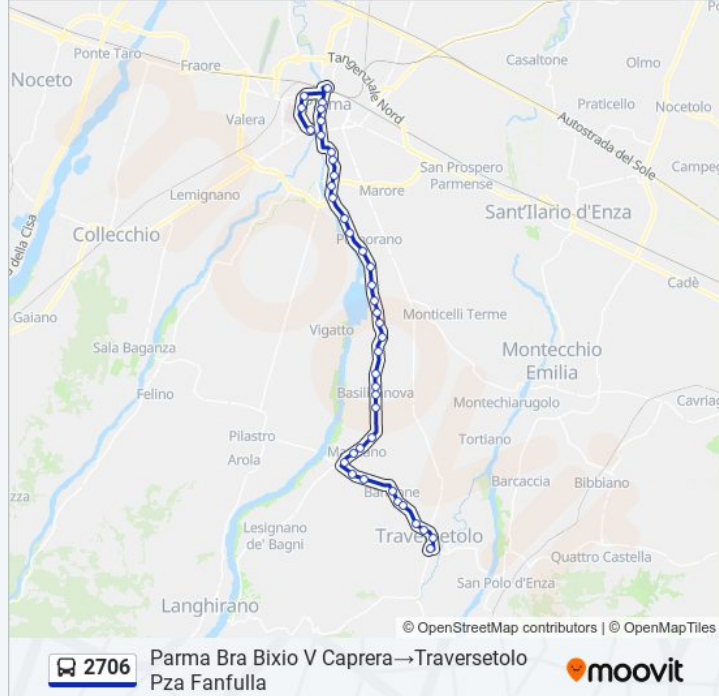 Ponte Taro
Fraore
Noceto
Tangenziale Nord
Casaltone
Olmo
Praticello
Nocetolo
Valera
Autostrada del Sole
San Prospero
Parmense
Campeg
Marore
Lemignano
Sant'Ilario d'Enza
Collecchio
della Cisa
Cadè
Gaiano
Monticelli Terme
Vigatto
Sala Baganza
Montecchio
Emilia
Felino
Montechiarugolo
Cavriag
Pilastro
Tortiano
Arola
Barcaccia
Bibbiano
zza
Lesignano
de' Bagni
Quattro Castella
San Polo d'Enza
Langhirano
© OpenStreetMap contributors | © OpenMapTiles
2706
Parma Bra Bixio V Caprera→Traversetolo
Pza Fanfulla
moovit